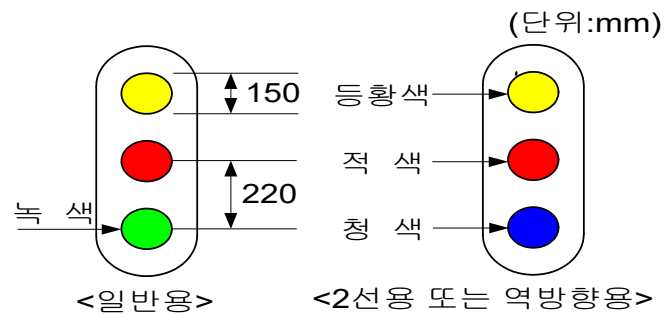 (단위:mm)
150
등황색
적 색
220
녹 색
청 색
<일반용>
<2선용 또는 역방향용>